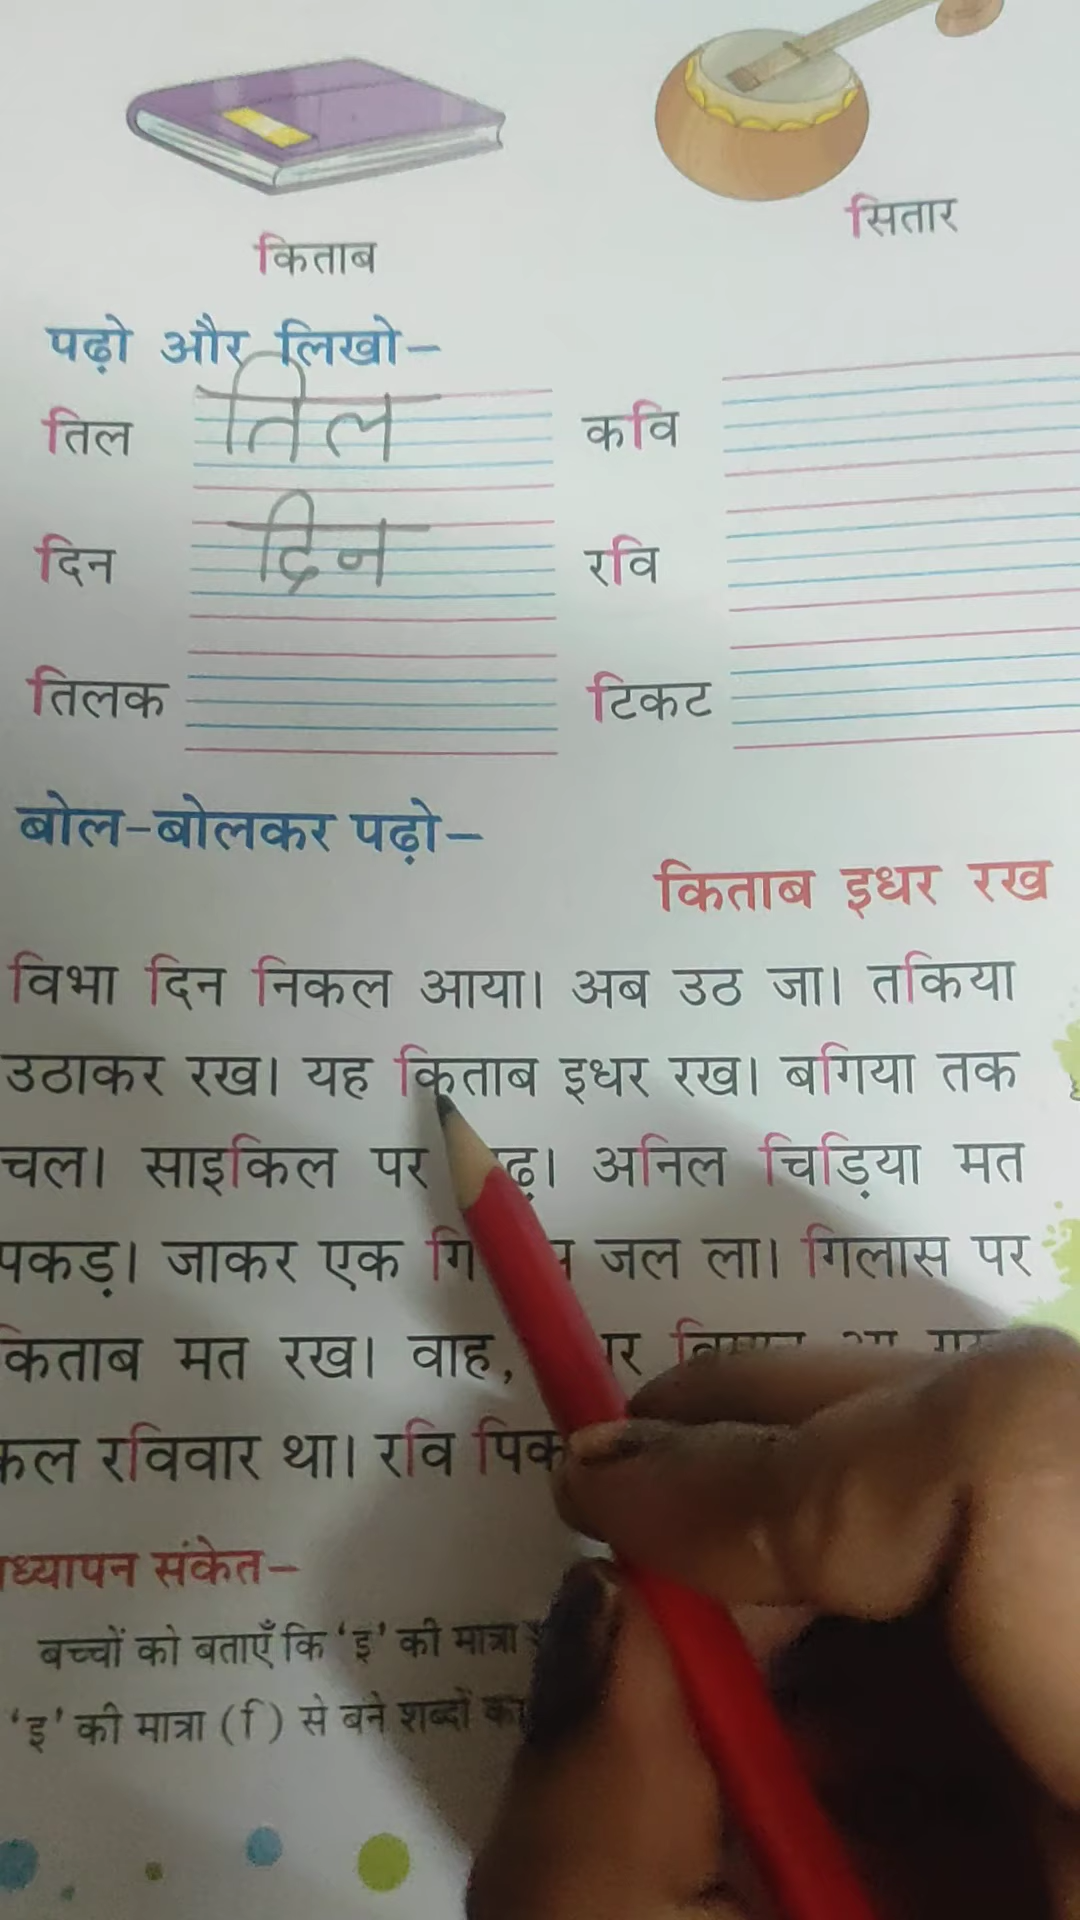 किताब
सितार
पढ़ो और लिखो–
तिल तिल कवि
दिन दिन रवि
तिलक टिकट
बोल-बोलकर पढ़ो–
किताब इधर रख
विभा दिन निकल आया। अब उठ जा। तकिया
उठाकर रख। यह किताब इधर रख। बगिया तक
चल। साइकिल पर अनिल चिड़िया मत
पकड़। जाकर एक जल ला। गिलास पर
किताब मत रख। वाह,
कल रविवार था। रवि
संकेत–
बच्चों को बताएँ कि 'इ' की मात्रा
'इ' की मात्रा (ि) से बने शब्दों का